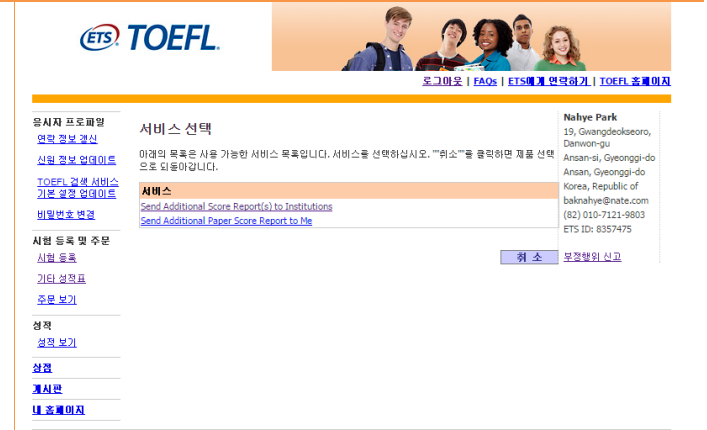 ETS TOEFL
로그아웃 | FAQs | ETS에게 연락하기 | TOEFL 홈페이지
응시자 프로파일
연락 정보 갱신
신원 정보 업데이트
TOEFL 검색 서비스
기본 설정 업데이트
비밀번호 변경
시험 등록 및 주문
시험 등록
기타 성적표
주문 보기
성적
성적 보기
상점
게시판
내 홈페이지
서비스 선택
아래의 목록은 사용 가능한 서비스 목록입니다. 서비스를 선택하십시오. ""취소""를 클릭하면 제품 선택
으로 되돌아갑니다.
서비스
Send Additional Score Report(s) to Institutions
Send Additional Paper Score Report to Me
취 소
Nahye Park
19, Gwangdeokseoro,
Danwon-gu
Ansan-si, Gyeonggi-do
Ansan, Gyeonggi-do
Korea, Republic of
baknahye@nate.com
(82) 010-7121-9803
ETS ID: 8357475
부정행위 신고